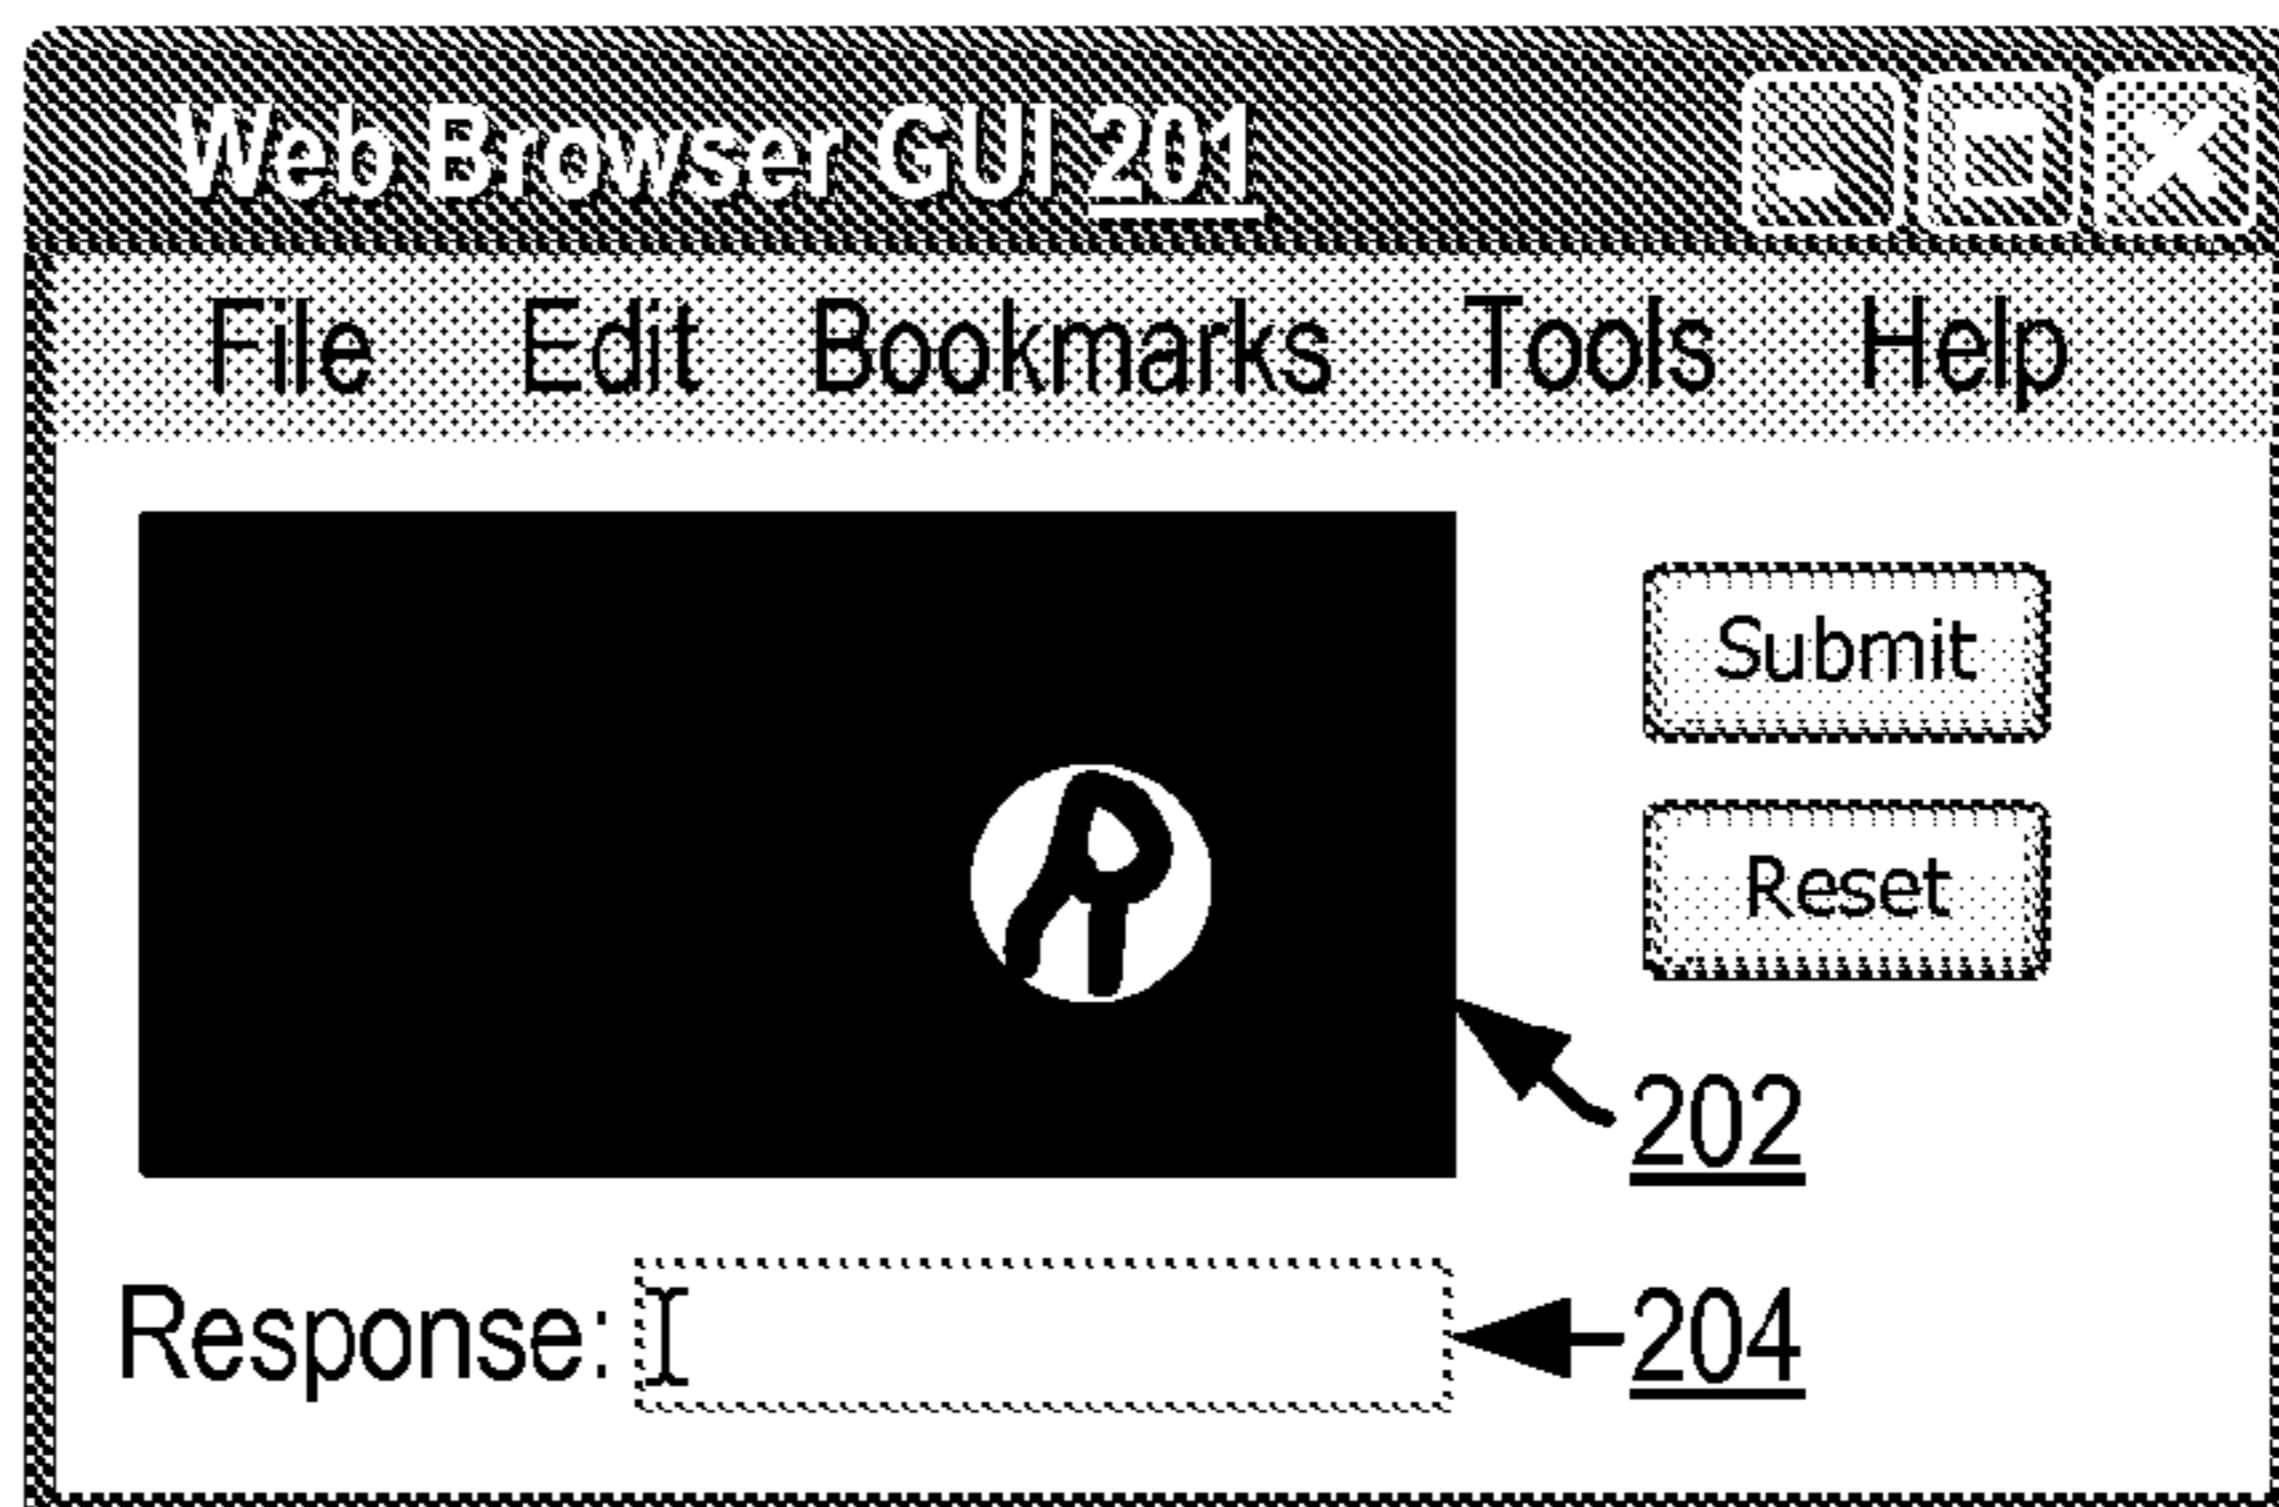 Web Browser GUI 201
File Edit Bookmarks Tools Help
Submit
R
Reset
202
Response:
204